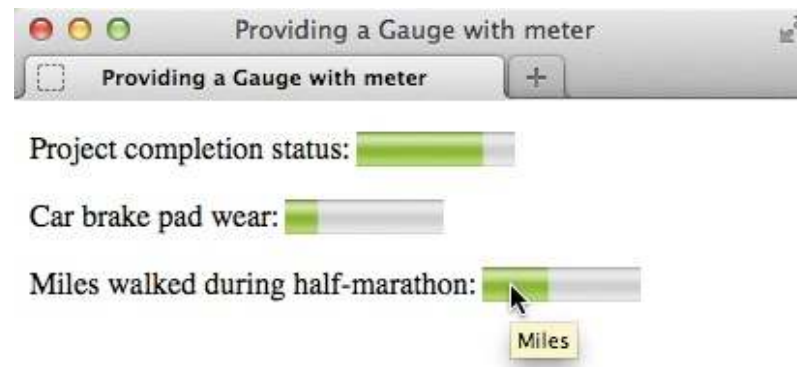 Providing a Gauge with meter
Providing a Gauge with meter
Project completion status:
Car brake pad wear:
Miles walked during half-marathon:
Miles